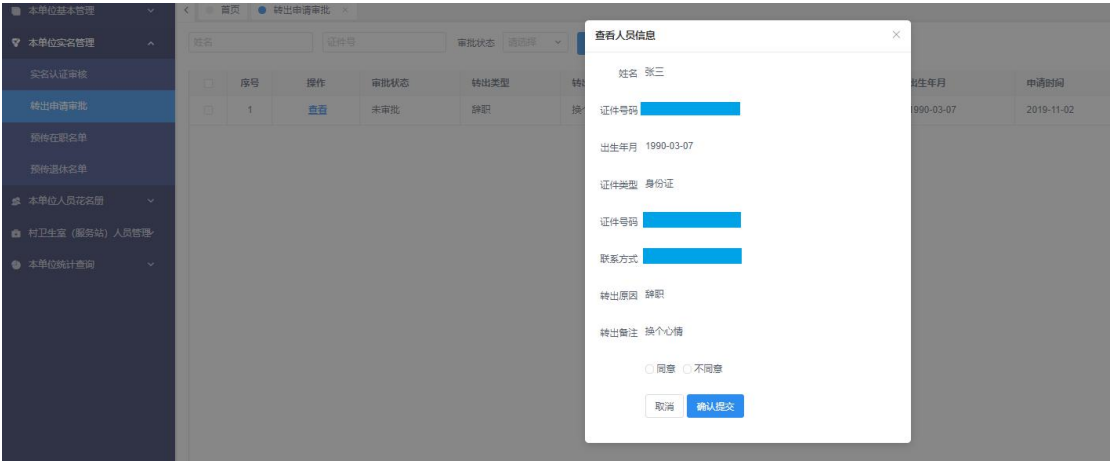 本单位基本管理
首页
转出申请审批
本单位实名管理
实名认证审核
转出申请审批
预传在职名单
预传退休名单
本单位人员花名册
村卫生室（服务站）人员管理
本单位统计查询
姓名
证件号
审批状态 请选择
序号 操作 审批状态 转出类型 出生年月 申请时间
1 查看 未审批 辞职 换个 1990-03-07 2019-11-02
查看人员信息
姓名 张三
证件号码
出生年月 1990-03-07
证件类型 身份证
证件号码
联系方式
转出原因 辞职
转出备注 换个心情
同意 不同意
取消 确认提交